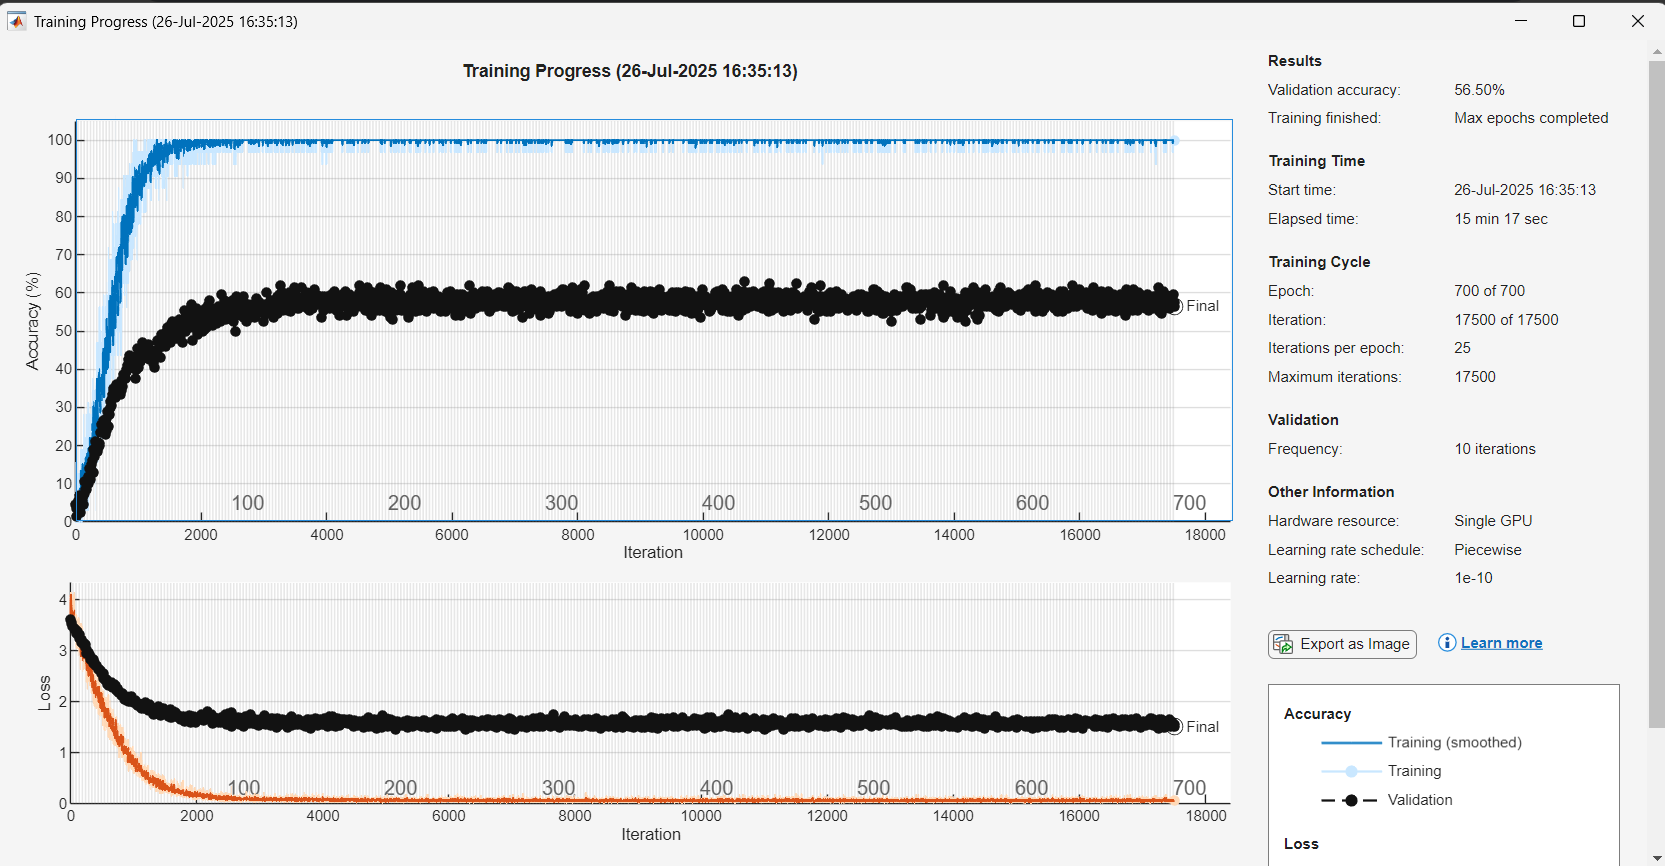 Training Progress (26-Jul-2025 16:35:13)
Training Progress (26-Jul-2025 16:35:13)
Accuracy (%)
100
90
80
70
60
50
40
30
20
10
0
Final
100 200 300 400 500 600 700
0 2000 4000 6000 8000 10000 12000 14000 16000 18000
Iteration
Loss
4
3
2
1
0
Final
100 200 300 400 500 600 700
0 2000 4000 6000 8000 10000 12000 14000 16000 18000
Iteration
Results
Validation accuracy: 56.50%
Training finished: Max epochs completed
Training Time
Start time: 26-Jul-2025 16:35:13
Elapsed time: 15 min 17 sec
Training Cycle
Epoch: 700 of 700
Iteration: 17500 of 17500
Iterations per epoch: 25
Maximum iterations: 17500
Validation
Frequency: 10 iterations
Other Information
Hardware resource: Single GPU
Learning rate schedule: Piecewise
Learning rate: 1e-10
Export as Image Learn more
Accuracy
Training (smoothed)
Training
Validation
Loss